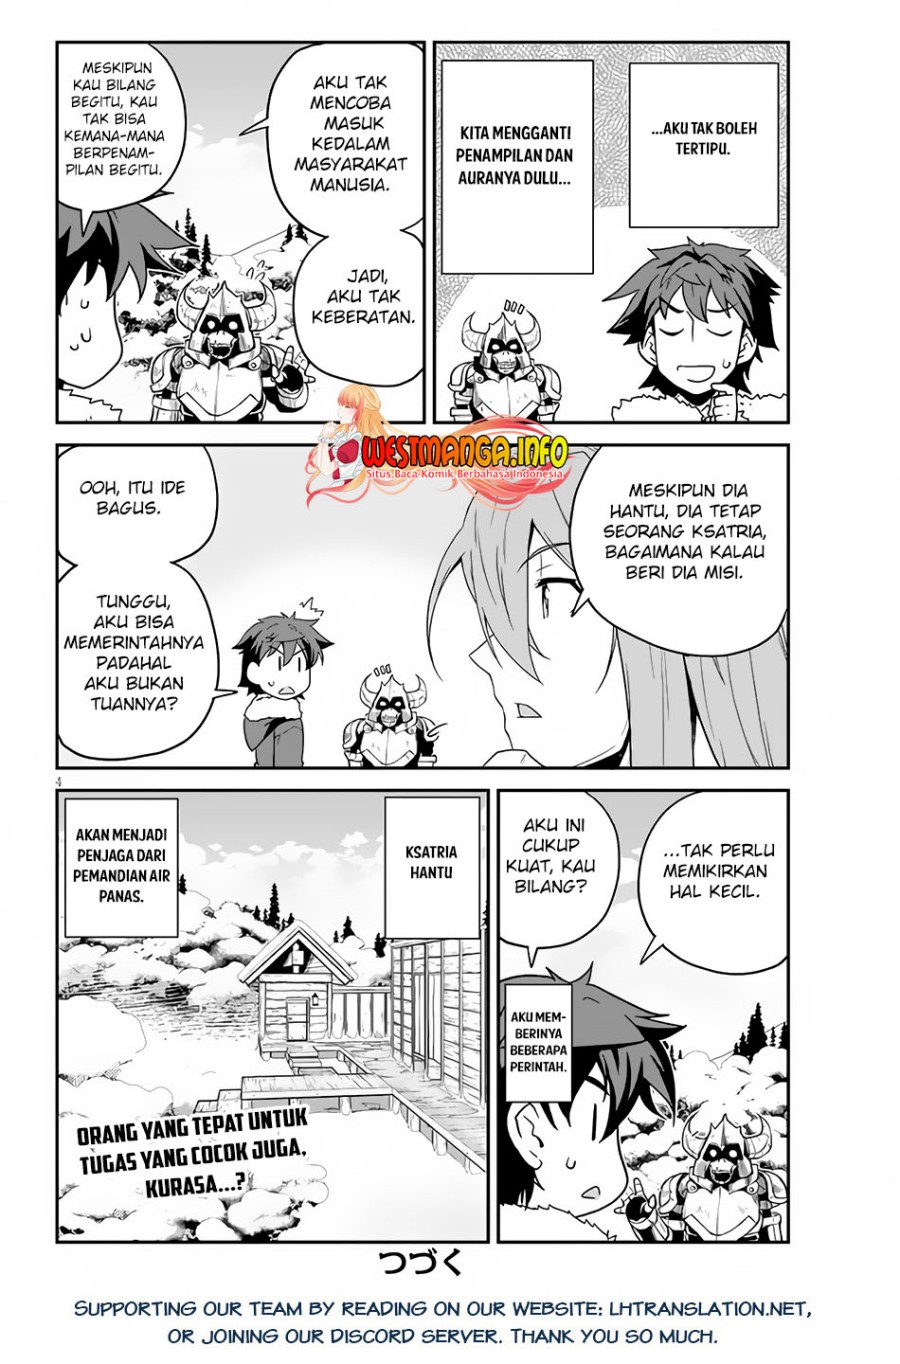 ...AKU TAK BOLEH
TERTIPU.
KITA MENGGANTI
PENAMPILAN DAN
AURANYA DULU...
AKU TAK
MENCOBA
MASUK
KEDALAM
MASYARAKAT
MANUSIA.
JADI,
AKU TAK
KEBERATAN.
MESKIPUN
KAU BILANG
BEGITU, KAU
TAK BISA
KEMANA-MANA
BERPENAM-
PILAN BEGITU.
WESTMANGA.INFO
Situs Baca Komik Berbahasa Indonesia
MESKIPUN DIA
HANTU, DIA TETAP
SEORANG KSATRIA,
BAGAIMANA KALAU
BERI DIA MISI.
OOH, ITU IDE
BAGUS.
TUNGGU,
AKU BISA
MEMERINTAHNYA
PADAHAL
AKU BUKAN
TUANNYA?
4
...TAK PERLU
MEMIKIRKAN
HAL KECIL.
AKU INI
CUKUP
KUAT, KAU
BILANG?
AKU MEM-
BERINYA
BEBERAPA
PERINTAH.
KSATRIA
HANTU
AKAN MENJADI
PENJAGA DARI
PEMANDIAN AIR
PANAS.
ORANG YANG TEPAT UNTUK
TUGAS YANG COCOK JUGA,
KURASA...?
つづく
SUPPORTING OUR TEAM BY READING ON OUR WEBSITE: LHTRANSLATION.NET,
OR JOINING OUR DISCORD SERVER. THANK YOU SO MUCH.